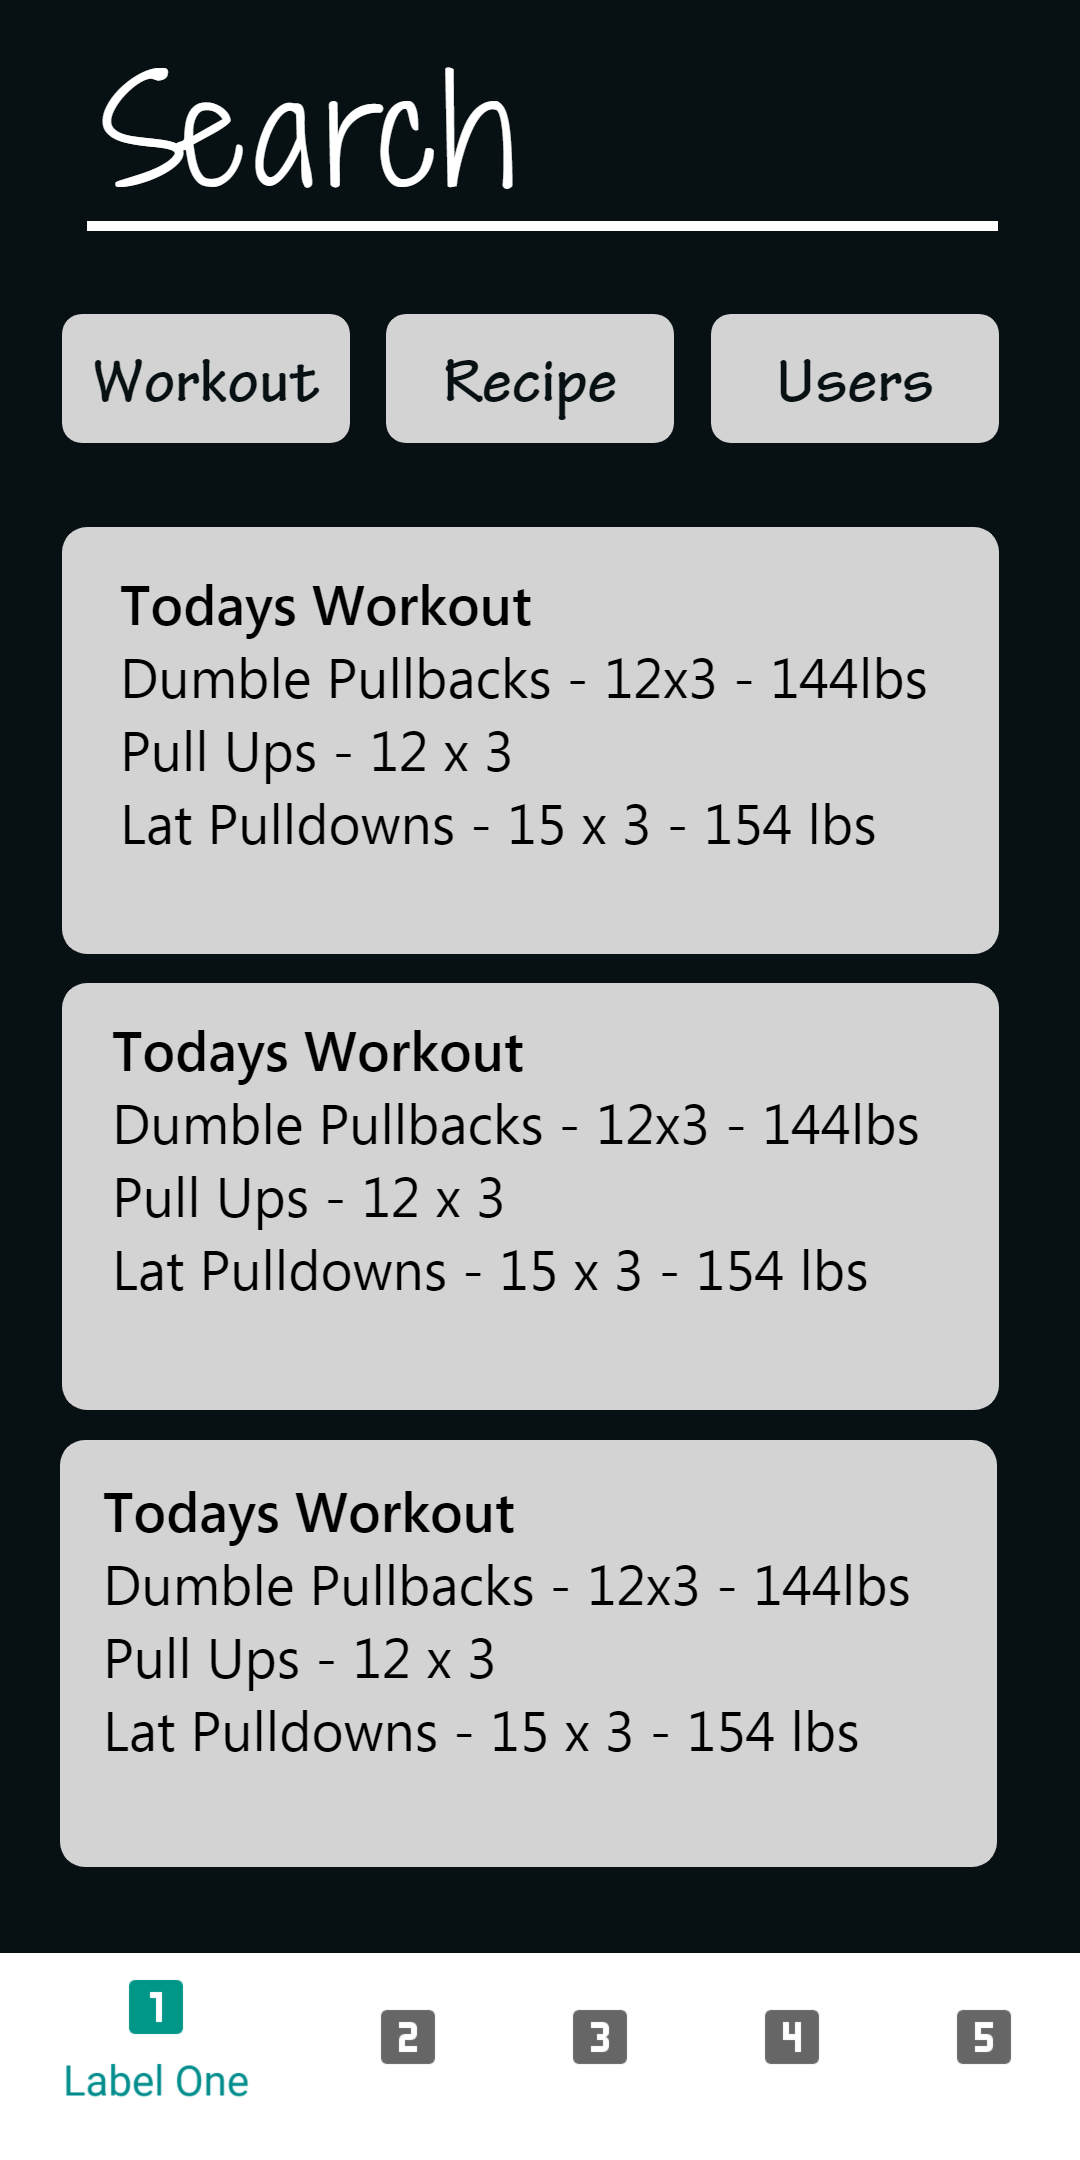 Search
Workout Recipe Users
Todays Workout
Dumble Pullbacks - 12x3 - 144lbs
Pull Ups - 12 x 3
Lat Pulldowns - 15 x 3 - 154 lbs
Todays Workout
Dumble Pullbacks - 12x3 - 144lbs
Pull Ups - 12 x 3
Lat Pulldowns - 15 x 3 - 154 lbs
Todays Workout
Dumble Pullbacks - 12x3 - 144lbs
Pull Ups - 12 x 3
Lat Pulldowns - 15 x 3 - 154 lbs
1 2 3 4 5
Label One